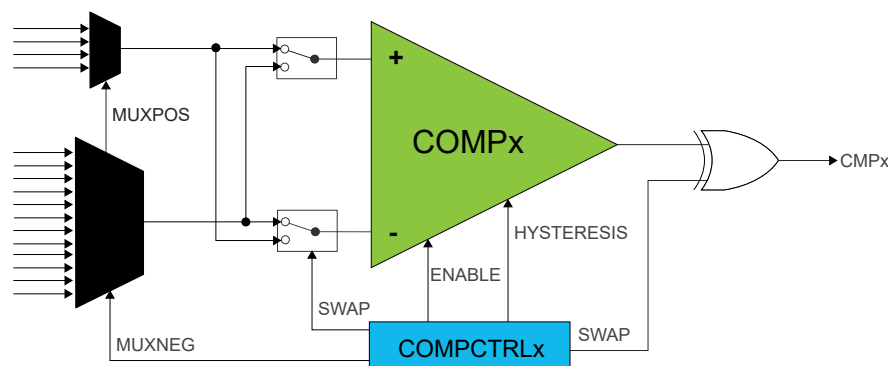 MUXPOS
+
COMPx
CMPx
-
HYSTERESIS
ENABLE
SWAP
SWAP
MUXNEG
COMPCTRLx